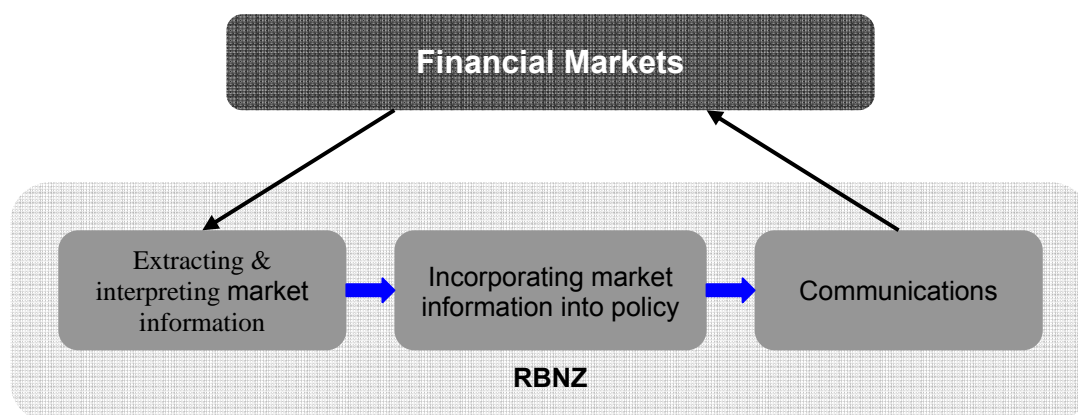 Financial Markets
Extracting &
interpreting market
information
Incorporating market
information into policy
Communications
RBNZ